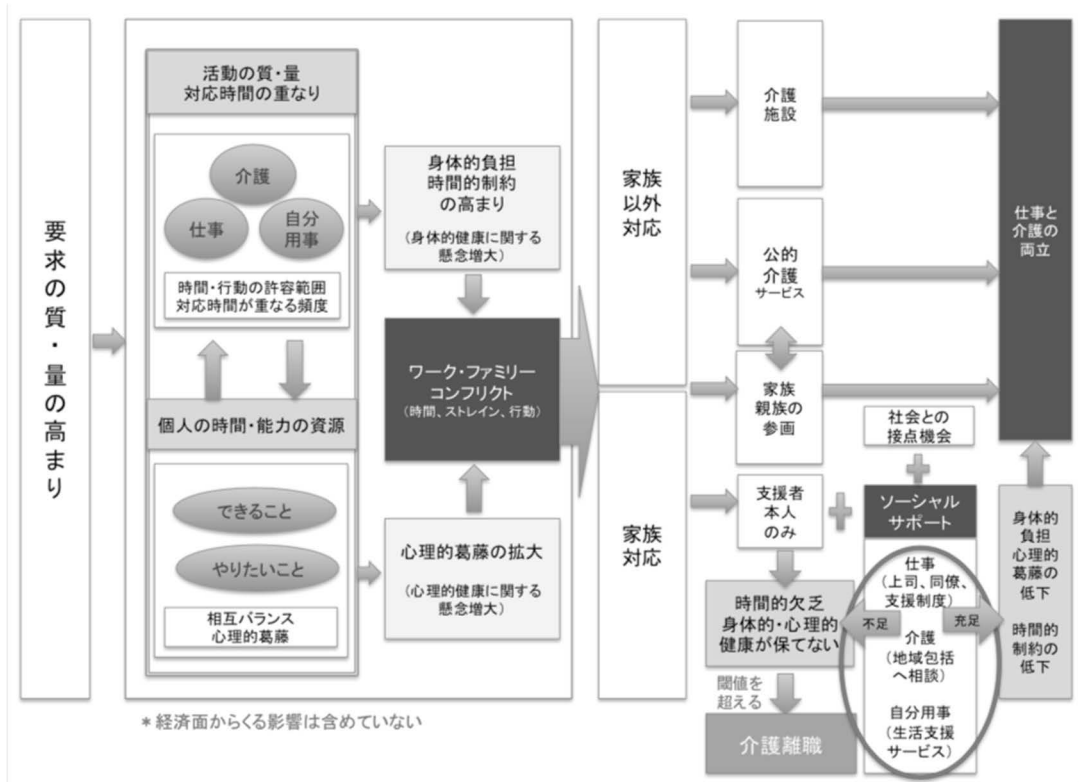 要求の質・量の高まり
活動の質・量
対応時間の重なり
介護
仕事
自分
用事
時間・行動の許容範囲
対応時間が重なる頻度
個人の時間・能力の資源
できること
やりたいこと
相互バランス
心理的葛藤
身体的負担
時間的制約
の高まり
(身体的健康に関する
懸念増大)
ワーク・ファミリー
コンフリクト
(時間、ストレイン、行動)
心理的葛藤の拡大
(心理的健康に関する
懸念増大)
*経済面からくる影響は含めていない
家族
以外
対応
家族
対応
介護
施設
公的
介護
サービス
家族
親族の
参画
支援者
本人
のみ
時間的欠乏
身体的・心理的
健康が保てない
閾値を
超える
介護離職
社会との
接点機会
ソーシャル
サポート
仕事
(上司、同僚、
支援制度)
不足
充足
介護
(地域包括
へ相談)
自分用事
(生活支援
サービス)
仕事と
介護の
両立
身体的
負担
心理的
葛藤の
低下
時間的
制約の
低下